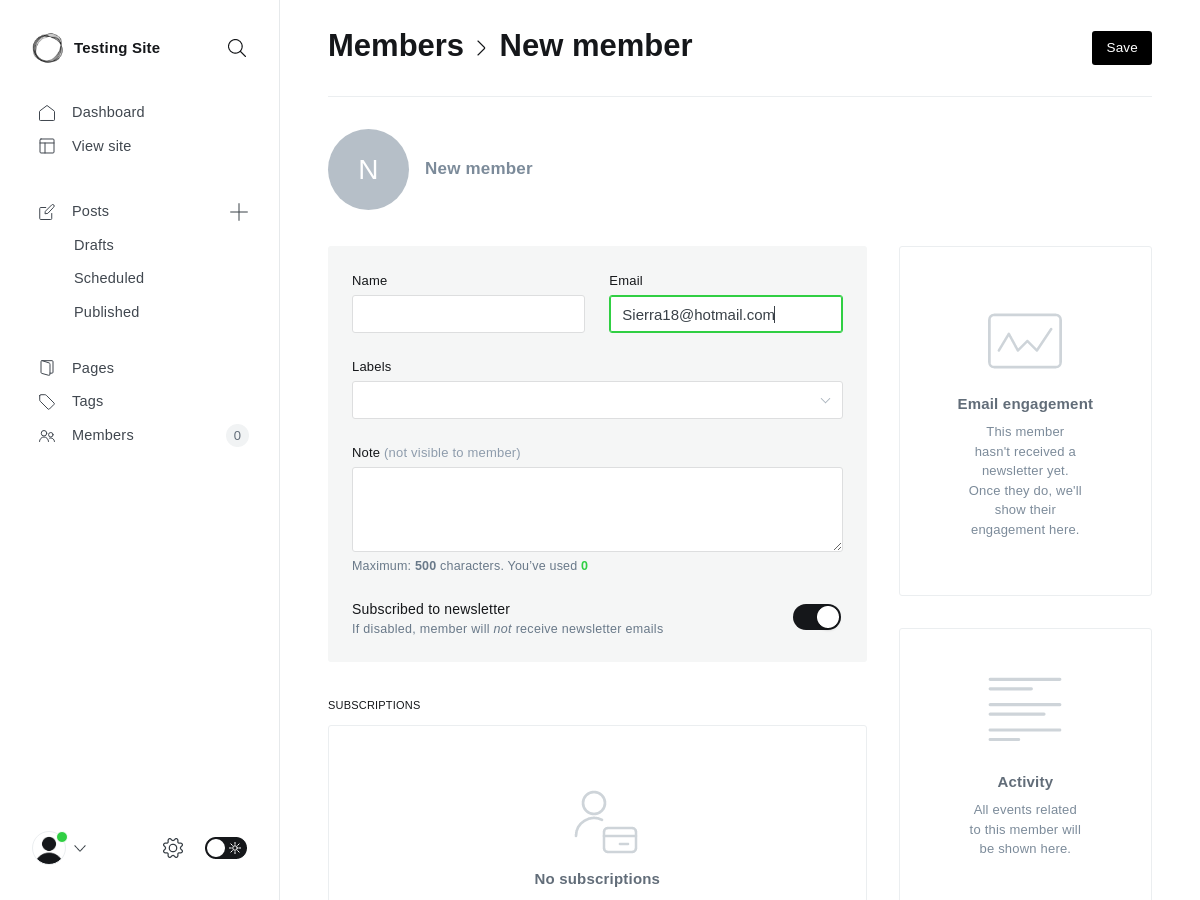 Testing Site
Dashboard
View site
Posts
Drafts
Scheduled
Published
Pages
Tags
Members 0
Members New member
Save
N
New member
Name
Email
Sierra18@hotmail.com
Labels
Note (not visible to member)
Maximum: 500 characters. You’ve used 0
Subscribed to newsletter
If disabled, member will not receive newsletter emails
SUBSCRIPTIONS
No subscriptions
Email engagement
This member
hasn't received a
newsletter yet.
Once they do, we'll
show their
engagement here.
Activity
All events related
to this member will
be shown here.